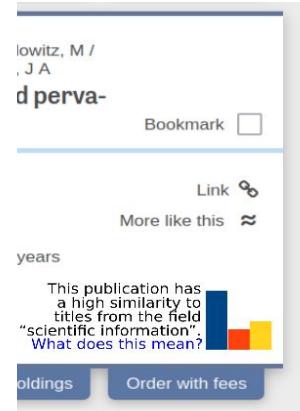 lowitz, M /
, J A
d perva-
Bookmark
Link
More like this
years
This publication has
a high similarity to
titles from the field
“scientific information”.
What does this mean?
oldings
Order with fees